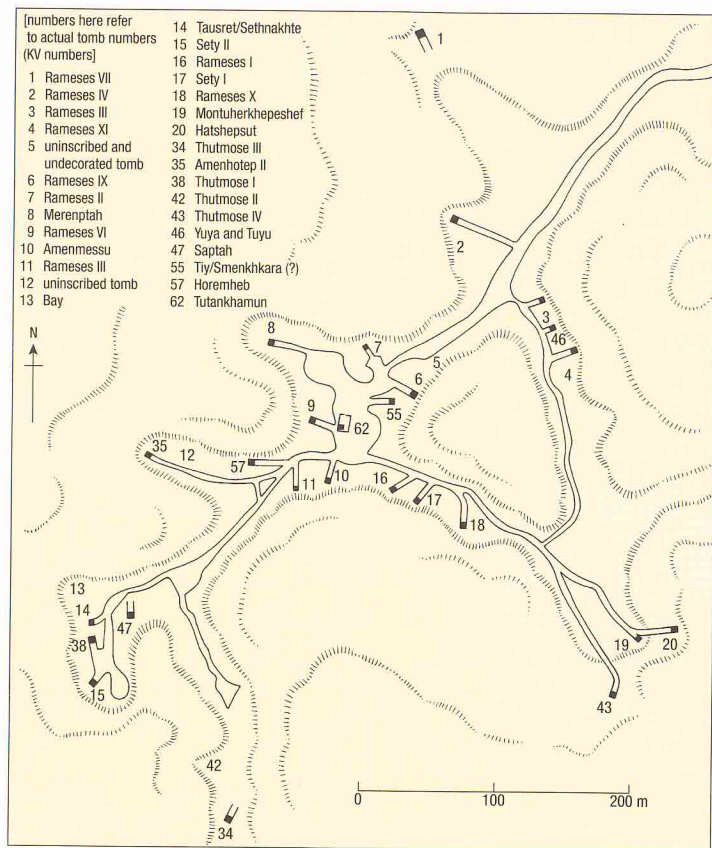 [numbers here refer
to actual tomb numbers
(KV numbers]
1 Rameses VII
2 Rameses IV
3 Rameses III
4 Rameses XI
5 uninscribed and
undecorated tomb
6 Rameses IX
7 Rameses II
8 Merenptah
9 Rameses VI
10 Amenmessu
11 Rameses III
12 uninscribed tomb
13 Bay
14 Tausret/Sethnakhte
15 Sety II
16 Rameses I
17 Sety I
18 Rameses X
19 Montuherkhepeshef
20 Hatshepsut
34 Thutmose III
35 Amenhotep II
38 Thutmose I
42 Thutmose II
43 Thutmose IV
46 Yuya and Tuyu
47 Saptah
55 Tiy/Smenkhkara (?)
57 Horemheb
62 Tutankhamun
N
1
2
3
46
4
8
7
5
6
9
62
55
35
12
57
11
10
16
17
18
13
14
47
38
15
19
20
43
42
34
0 100 200 m